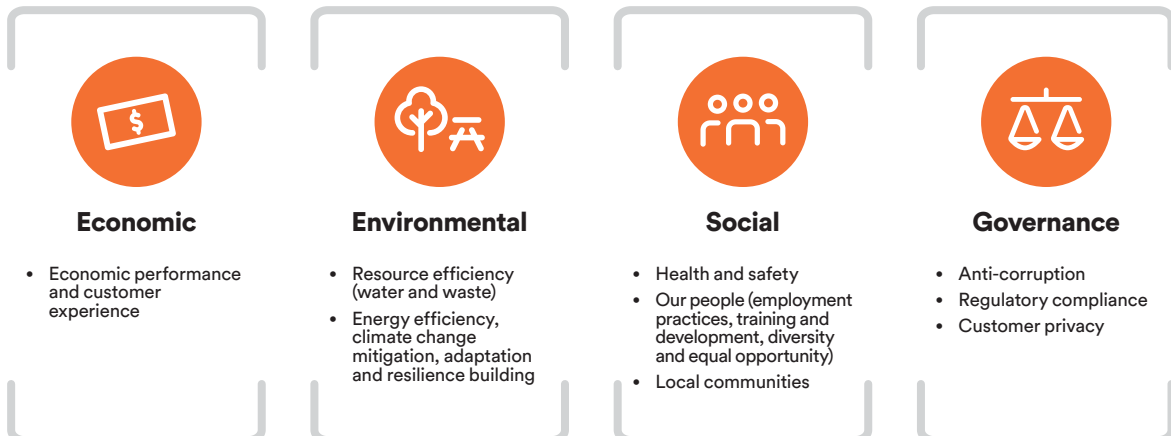 $
Economic
• Economic performance
and customer
experience
$
Environmental
• Resource efficiency
(water and waste)
• Energy efficiency,
climate change
mitigation, adaptation
and resilience building
Social
• Health and safety
• Our people (employment
practices, training and
development, diversity
and equal opportunity)
• Local communities
Governance
• Anti-corruption
• Regulatory compliance
• Customer privacy